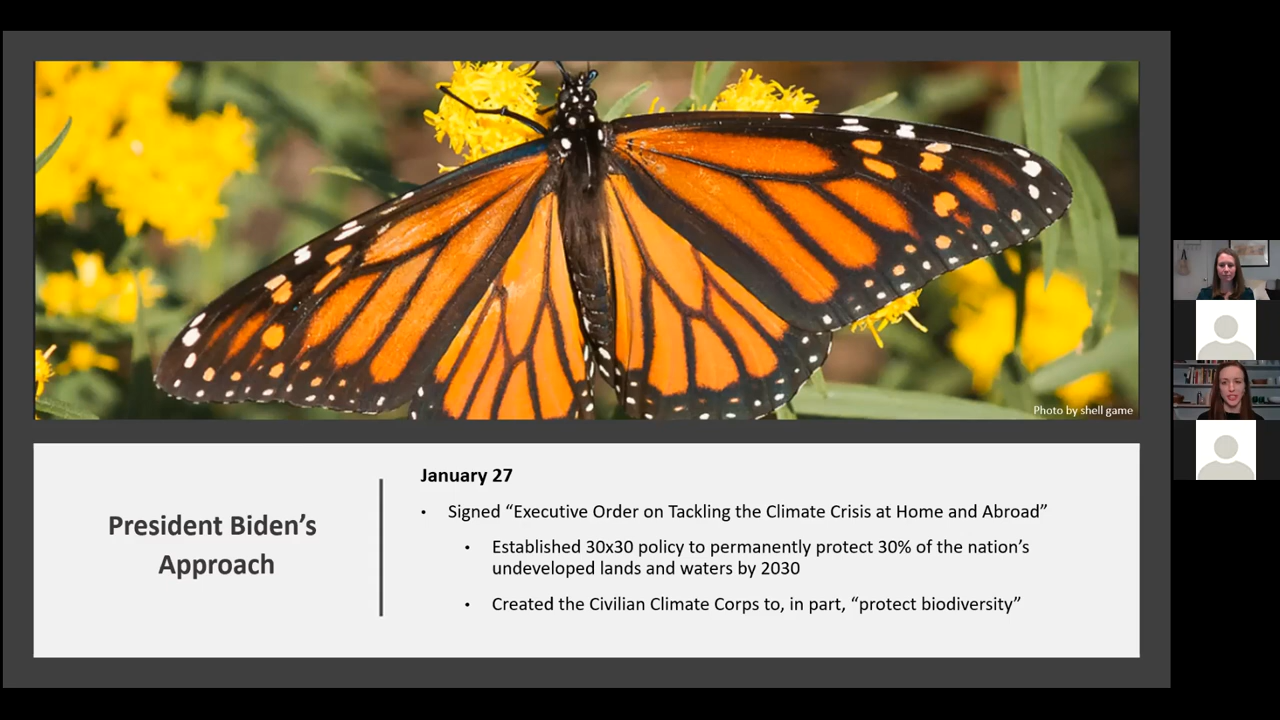 Photo by shell game
President Biden’s
Approach
January 27
• Signed “Executive Order on Tackling the Climate Crisis at Home and Abroad”
• Established 30x30 policy to permanently protect 30% of the nation’s
undeveloped lands and waters by 2030
• Created the Civilian Climate Corps to, in part, “protect biodiversity”